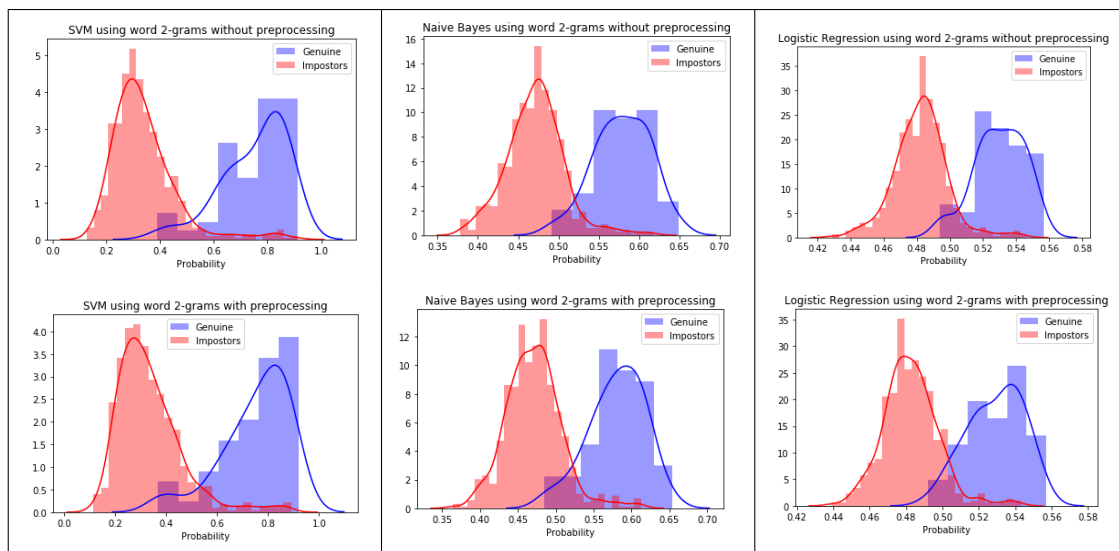 SVM using word 2-grams without preprocessing
Genuine
Impostors
5
4
3
2
1
0
0.0 0.2 0.4 0.6 0.8 1.0
Probability
Naive Bayes using word 2-grams without preprocessing
Genuine
Impostors
16
14
12
10
8
6
4
2
0
0.35 0.40 0.45 0.50 0.55 0.60 0.65 0.70
Probability
Logistic Regression using word 2-grams without preprocessing
Genuine
Impostors
35
30
25
20
15
10
5
0
0.42 0.44 0.46 0.48 0.50 0.52 0.54 0.56 0.58
Probability
SVM using word 2-grams with preprocessing
Genuine
Impostors
4.0
3.5
3.0
2.5
2.0
1.5
1.0
0.5
0.0
0.0 0.2 0.4 0.6 0.8 1.0
Probability
Naive Bayes using word 2-grams with preprocessing
Genuine
Impostors
12
10
8
6
4
2
0
0.35 0.40 0.45 0.50 0.55 0.60 0.65 0.70
Probability
Logistic Regression using word 2-grams with preprocessing
Genuine
Impostors
35
30
25
20
15
10
5
0
0.42 0.44 0.46 0.48 0.50 0.52 0.54 0.56 0.58
Probability